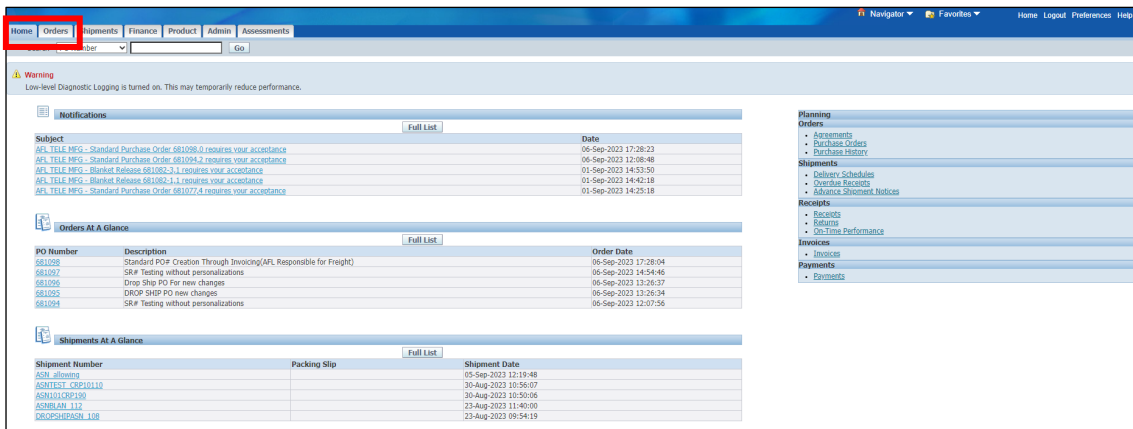 Navigator Favorites Home Logout Preferences Help
Home Orders Shipments Finance Product Admin Assessments
Number Go
Warning
Low-level Diagnostic Logging is turned on. This may temporarily reduce performance.
Notifications
Full List
Subject Date
AFL TELE MFG - Standard Purchase Order 681098,0 requires your acceptance 06-Sep-2023 17:28:23
AFL TELE MFG - Standard Purchase Order 681094,2 requires your acceptance 06-Sep-2023 12:08:48
AFL TELE MFG - Blanket Release 681082-3,1 requires your acceptance 01-Sep-2023 14:53:50
AFL TELE MFG - Blanket Release 681082-1,1 requires your acceptance 01-Sep-2023 14:42:18
AFL TELE MFG - Standard Purchase Order 681077,4 requires your acceptance 01-Sep-2023 14:25:18
Orders At A Glance
Full List
PO Number Description Order Date
681098 Standard PO# Creation Through Invoicing(AFL Responsible for Freight) 06-Sep-2023 17:28:04
681097 SR# Testing without personalizations 06-Sep-2023 14:54:46
681096 Drop Ship PO For new changes 06-Sep-2023 13:26:37
681095 DROP SHIP PO new changes 06-Sep-2023 13:26:34
681094 SR# Testing without personalizations 06-Sep-2023 12:07:56
Shipments At A Glance
Full List
Shipment Number Packing Slip Shipment Date
ASN_allowing 05-Sep-2023 12:19:48
ASNTEST_CRP10110 30-Aug-2023 10:56:07
ASN101CRP190 30-Aug-2023 10:50:06
ASNBLAN_112 23-Aug-2023 11:40:00
DROPSHIPASN_108 23-Aug-2023 09:54:19
Planning
Orders
Agreements
Purchase Orders
Purchase History
Shipments
Delivery Schedules
Overdue Receipts
Advance Shipment Notices
Receipts
Receipts
Returns
On-Time Performance
Invoices
Invoices
Payments
Payments